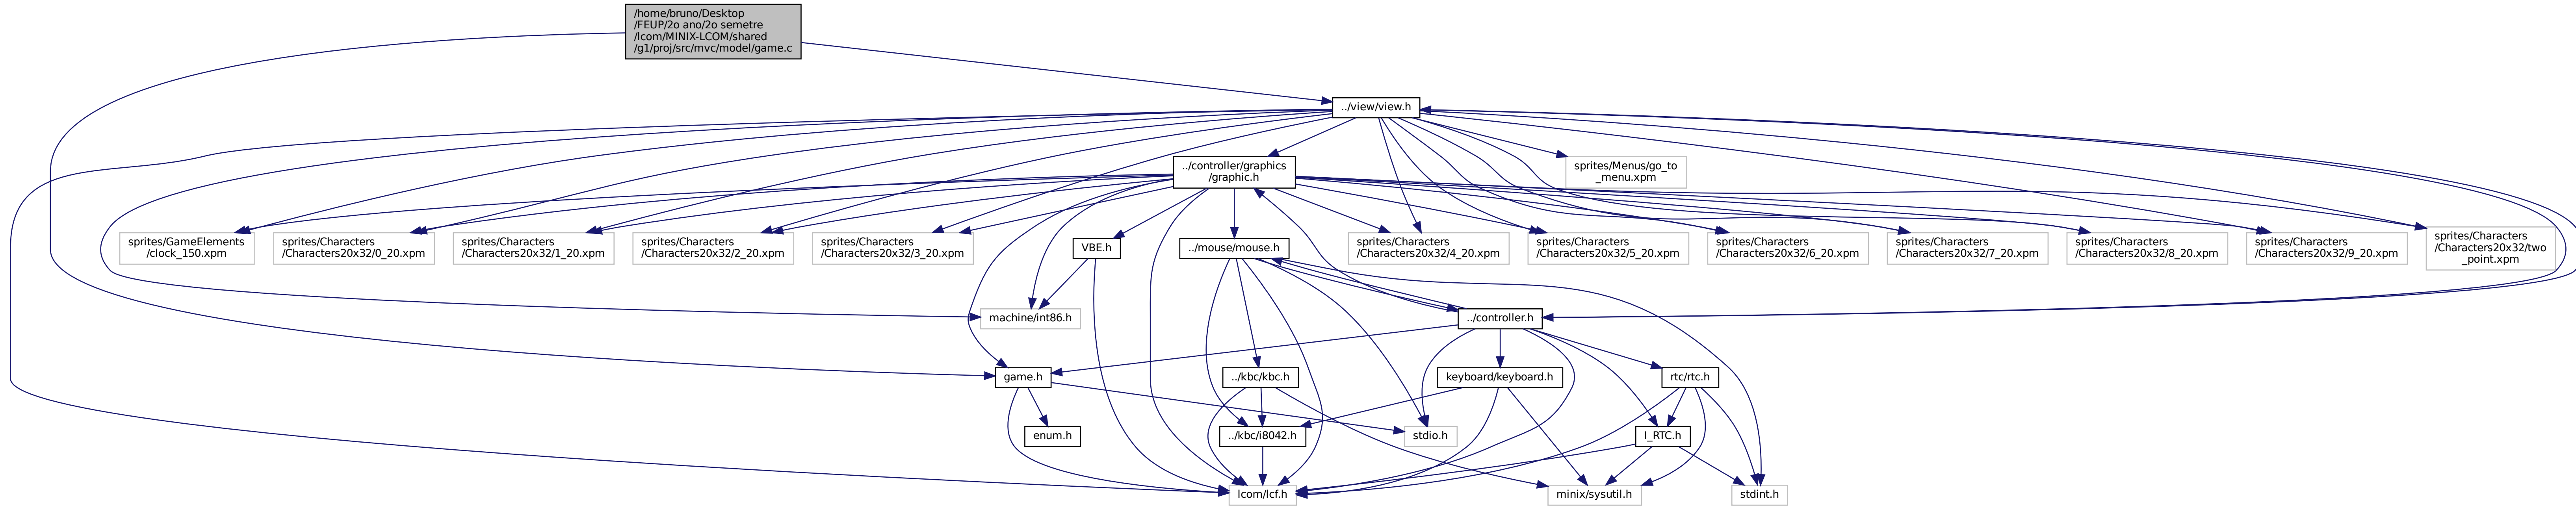 /home/bruno/Desktop
/FEUP/2o ano/2o semetre
/lcom/MINIX-LCOM/shared
/g1/proj/src/mvc/model/game.c
../view/view.h
../controller/graphics
/graphic.h
sprites/Menus/go_to
_menu.xpm
sprites/GameElements
/clock_150.xpm
sprites/Characters
/Characters20x32/0_20.xpm
sprites/Characters
/Characters20x32/1_20.xpm
sprites/Characters
/Characters20x32/2_20.xpm
sprites/Characters
/Characters20x32/3_20.xpm
VBE.h
../mouse/mouse.h
sprites/Characters
/Characters20x32/4_20.xpm
sprites/Characters
/Characters20x32/5_20.xpm
sprites/Characters
/Characters20x32/6_20.xpm
sprites/Characters
/Characters20x32/7_20.xpm
sprites/Characters
/Characters20x32/8_20.xpm
sprites/Characters
/Characters20x32/9_20.xpm
sprites/Characters
/Characters20x32/two
_point.xpm
machine/int86.h
../controller.h
game.h
../kbc/kbc.h
keyboard/keyboard.h
rtc/rtc.h
enum.h
../kbc/i8042.h
stdio.h
I_RTC.h
lcom/lcf.h
minix/sysutil.h
stdint.h